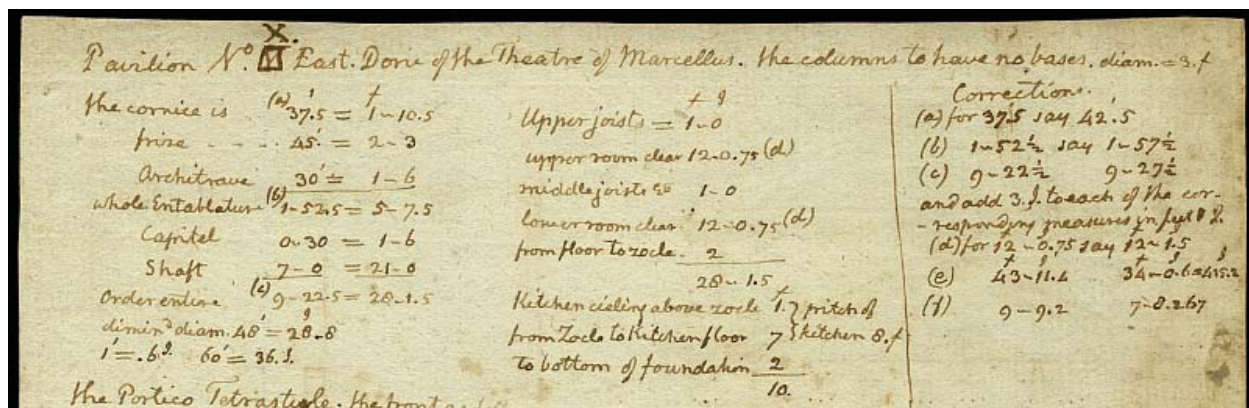 X.
Pavilion N.º East. Doric of the Theatre of Marcellus. the columns to have no bases. diam. = 3.f
the cornice is (a) 37.5 = 1-10.5
frize - - . . 45.' = 2-3
Architrave 30' = 1-6
whole Entablature (b) 1-52.5 = 5-7.5
Capitel 0.30 = 1-6
Shaft 7-0 = 21-0
Order entire (c) 9-22.5 = 28-1.5
dimind diam. 48' = 28.8
1' = .6 60' = 36.
Upper joists = 1-0
upper room clear 12-0.75 (d)
middle joists 1-0
lower room clear 12-0.75 (d)
from floor to zocle 2
28-1.5
Kitchen cieling above zocle 1. } pitch of
from Zocle to Kitchen floor 7 } kitchen 8.f
to bottom of foundation 2
10.
Corrections.
(a) for 37.5 say 42.5
(b) 1-52½ say 1-57½
(c) 9-22½ 9-27½
and add 3. to each of the cor-
-responding measures in feet
(d) for 12-0.75 say 12-1.5
(e) 43-11.4 34-0.6
(f) 9-9.2 7-8.267
the Portico Tetrastyle. the front